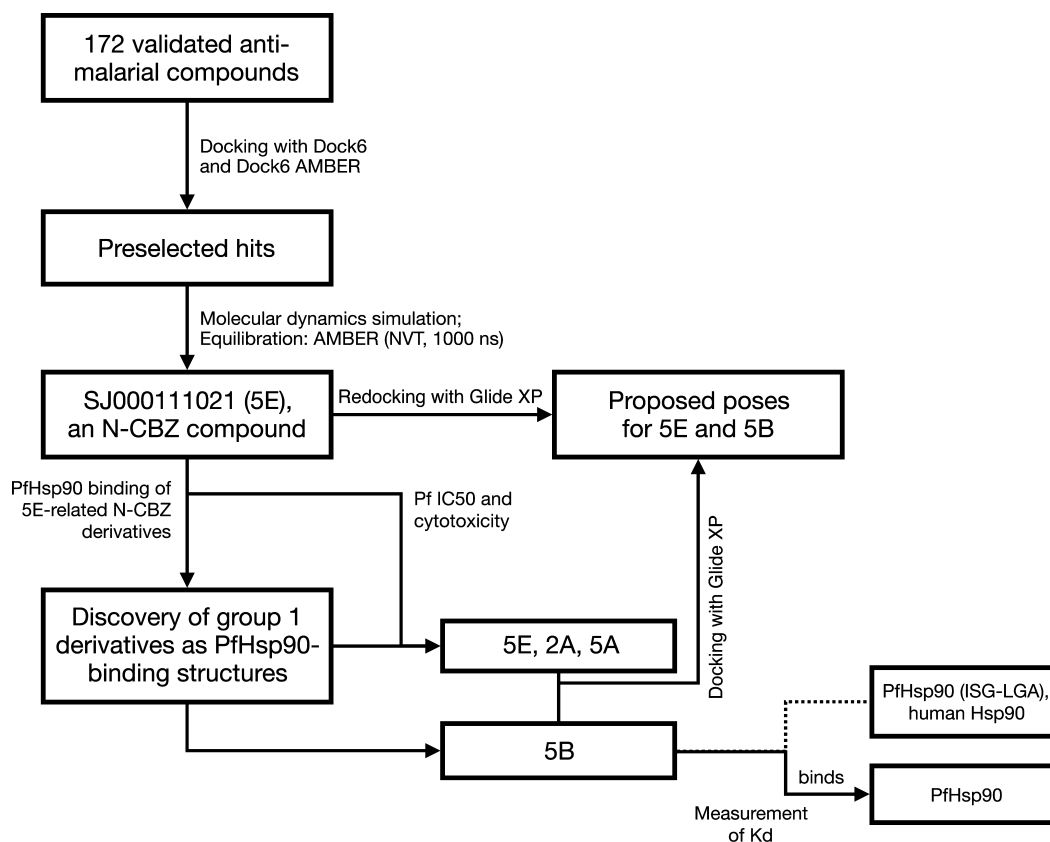 172 validated anti-
malarial compounds
Docking with Dock6
and Dock6 AMBER
Preselected hits
Molecular dynamics simulation;
Equilibration: AMBER (NVT, 1000 ns)
SJ000111021 (5E),
an N-CBZ compound
Redocking with Glide XP
Proposed poses
for 5E and 5B
PfHsp90 binding of
5E-related N-CBZ
derivatives
Pf IC50 and
cytotoxicity
Docking with Glide XP
Discovery of group 1
derivatives as PfHsp90-
binding structures
5E, 2A, 5A
5B
PfHsp90 (ISG-LGA),
human Hsp90
binds
PfHsp90
Measurement
of Kd